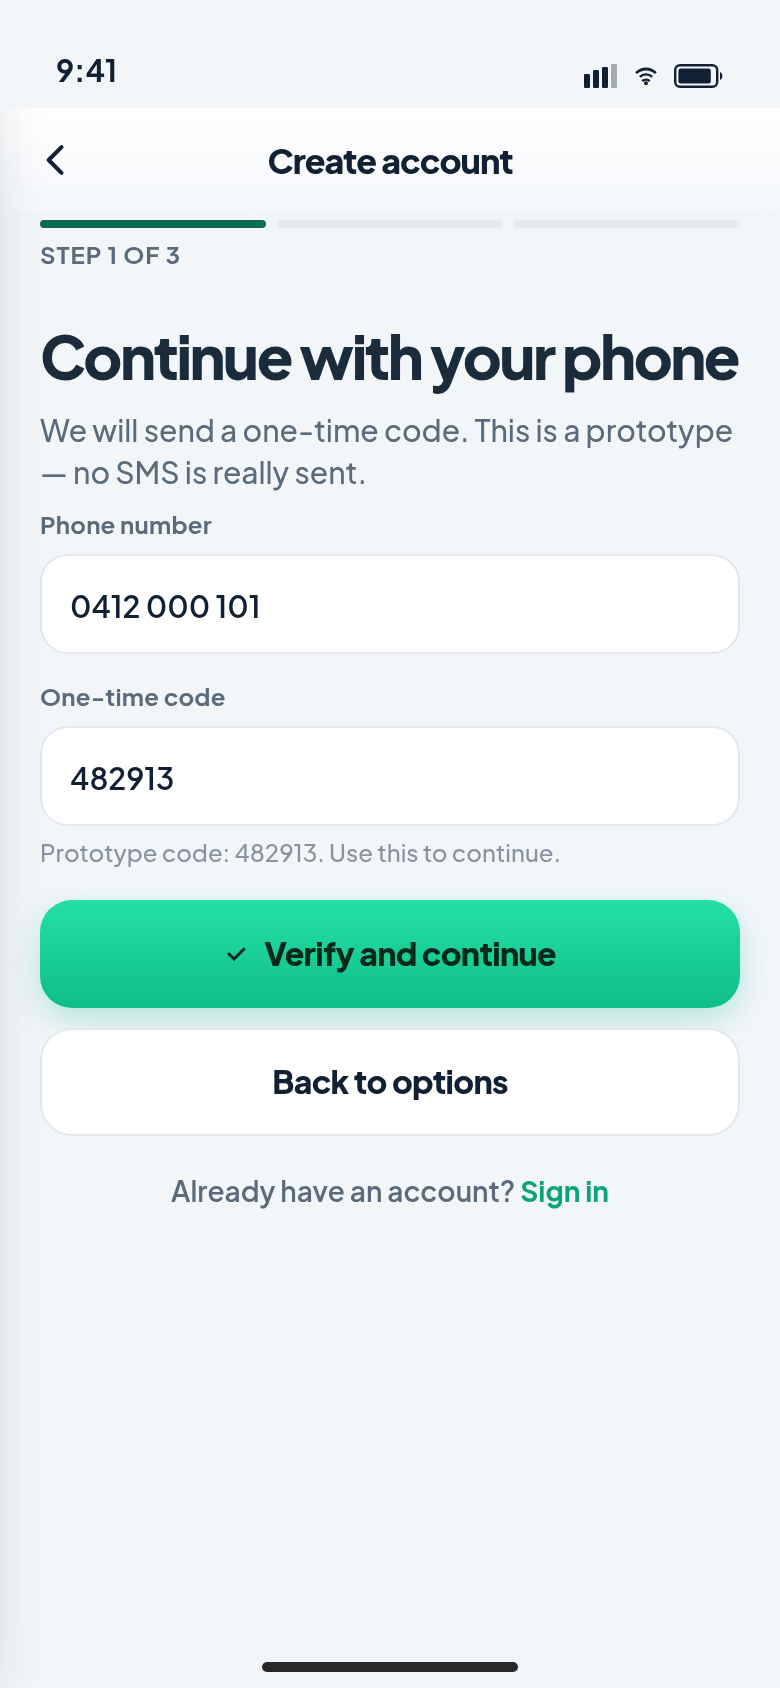 9:41
Create account
STEP 1 OF 3
Continue with your phone
We will send a one-time code. This is a prototype
— no SMS is really sent.
Phone number
0412 000 101
One-time code
482913
Prototype code: 482913. Use this to continue.
Verify and continue
Back to options
Already have an account? Sign in